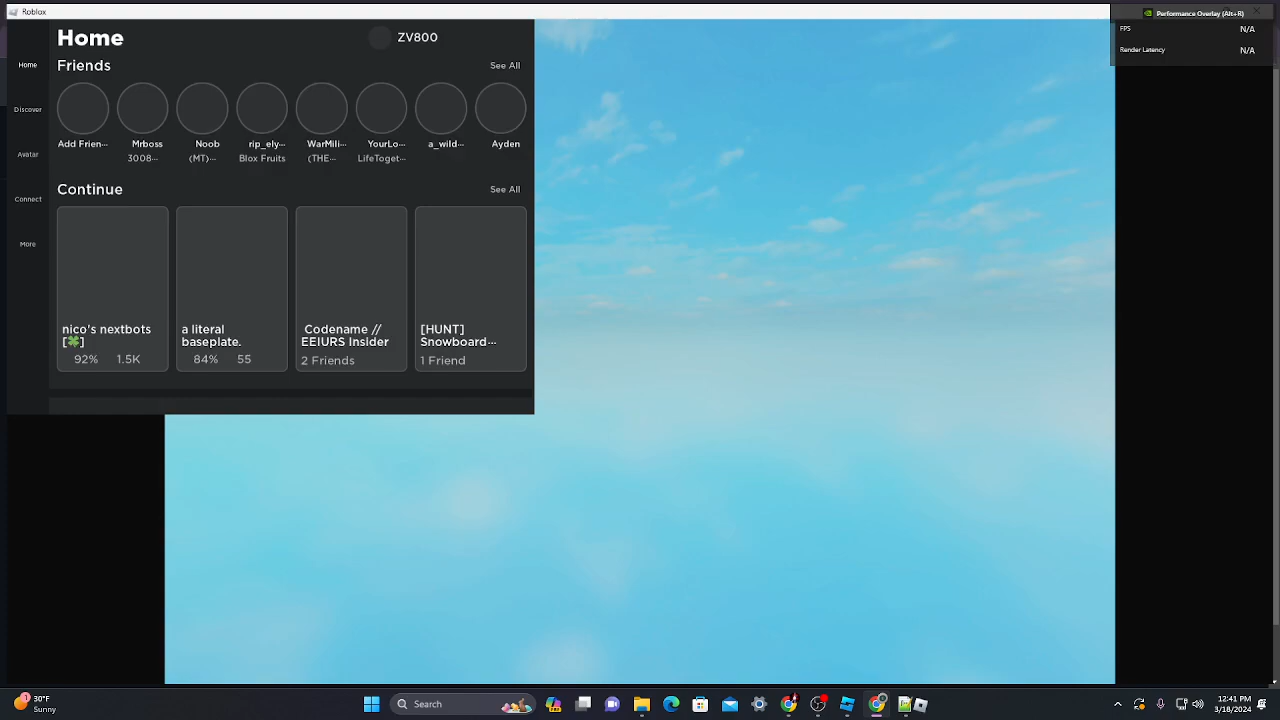 Roblox
Performance Overlay (Alt+R)
FPS N/A
Render Latency N/A
Home
ZV800
Home
Discover
Avatar
Connect
More
Friends
See All
Add Frien···
Mrboss
3008···
Noob
(MT)···
rip_ely···
Blox Fruits
WarMili···
(THE···
YourLo···
LifeToget···
a_wild···
Ayden
Continue
See All
nico's nextbots
[🍀]
92% 1.5K
a literal
baseplate.
84% 55
Codename //
EEIURS Insider
2 Friends
[HUNT]
Snowboard···
1 Friend
1
30°F
Sunny
Search
12:41 PM
3/18/2024